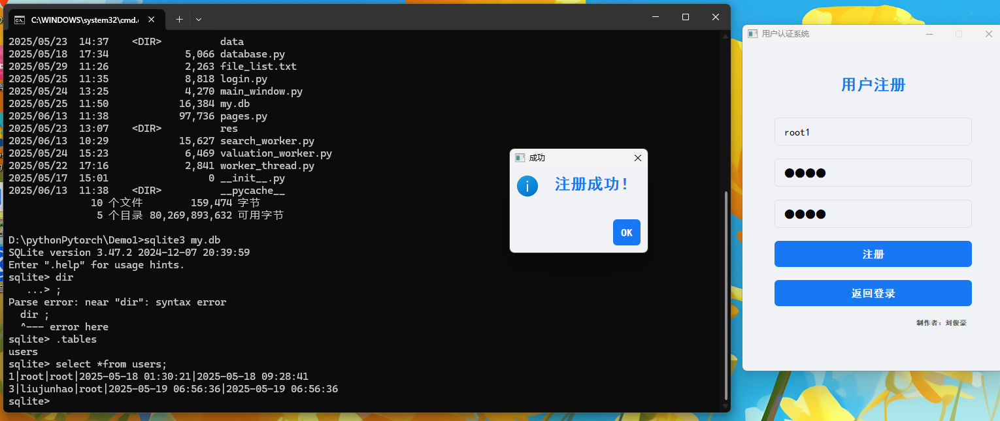 C:\WINDOWS\system32\cmd.
2025/05/23  14:37    <DIR>          data
2025/05/18  17:34             5,066 database.py
2025/05/29  11:26             2,263 file_list.txt
2025/05/25  11:35             8,818 login.py
2025/05/24  13:25             4,270 main_window.py
2025/05/25  11:50            16,384 my.db
2025/06/13  11:38            97,736 pages.py
2025/05/23  13:07    <DIR>          res
2025/06/13  10:29            15,627 search_worker.py
2025/05/24  15:23             6,469 valuation_worker.py
2025/05/22  17:16             2,841 worker_thread.py
2025/05/17  15:01                 0 __init__.py
2025/06/13  11:38    <DIR>          __pycache__
10 个文件        159,474 字节
5 个目录 80,269,893,632 可用字节
D:\pythonPytorch\Demo1>sqlite3 my.db
SQLite version 3.47.2 2024-12-07 20:39:59
Enter ".help" for usage hints.
sqlite> dir
...> ;
Parse error: near "dir": syntax error
dir ;
^--- error here
sqlite> .tables
users
sqlite> select *from users;
1|root|root|2025-05-18 01:30:21|2025-05-18 09:28:41
3|liujunhao|root|2025-05-19 06:56:36|2025-05-19 06:56:36
sqlite>
成功
注册成功！
OK
用户认证系统
用户注册
root1
●●●●
●●●●
注册
返回登录
制作者：刘俊豪